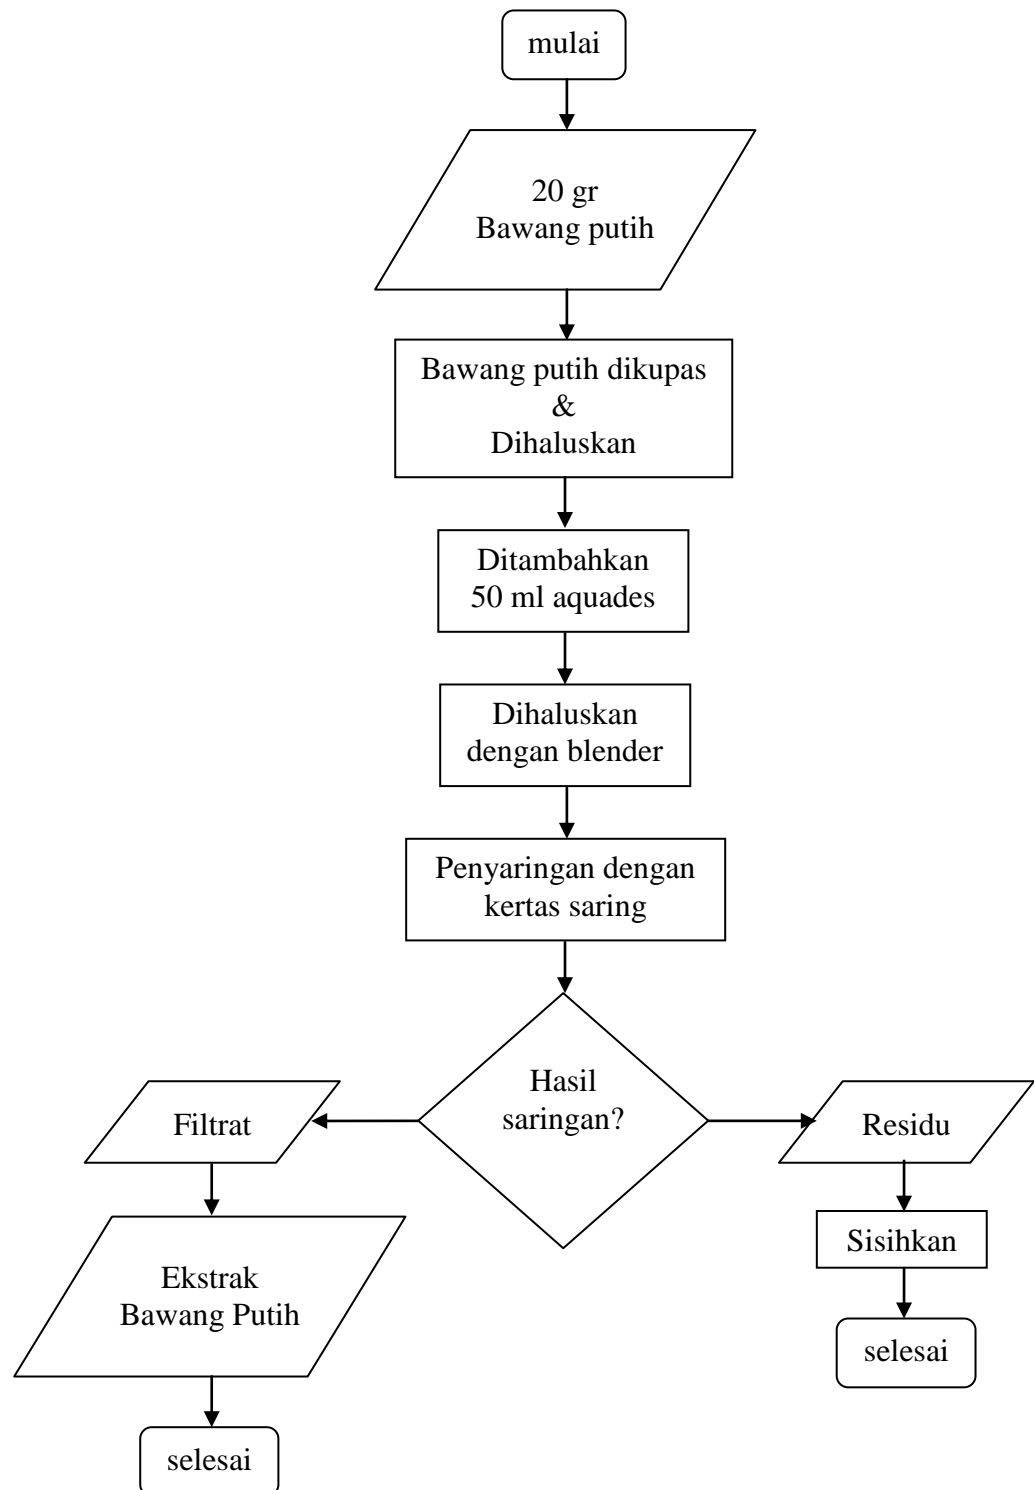 mulai
20 gr
Bawang putih
Bawang putih dikupas
&
Dihaluskan
Ditambahkan
50 ml aquades
Dihaluskan
dengan blender
Penyaringan dengan
kertas saring
Hasil
saringan?
Filtrat
Residu
Ekstrak
Bawang Putih
Sisihkan
selesai
selesai